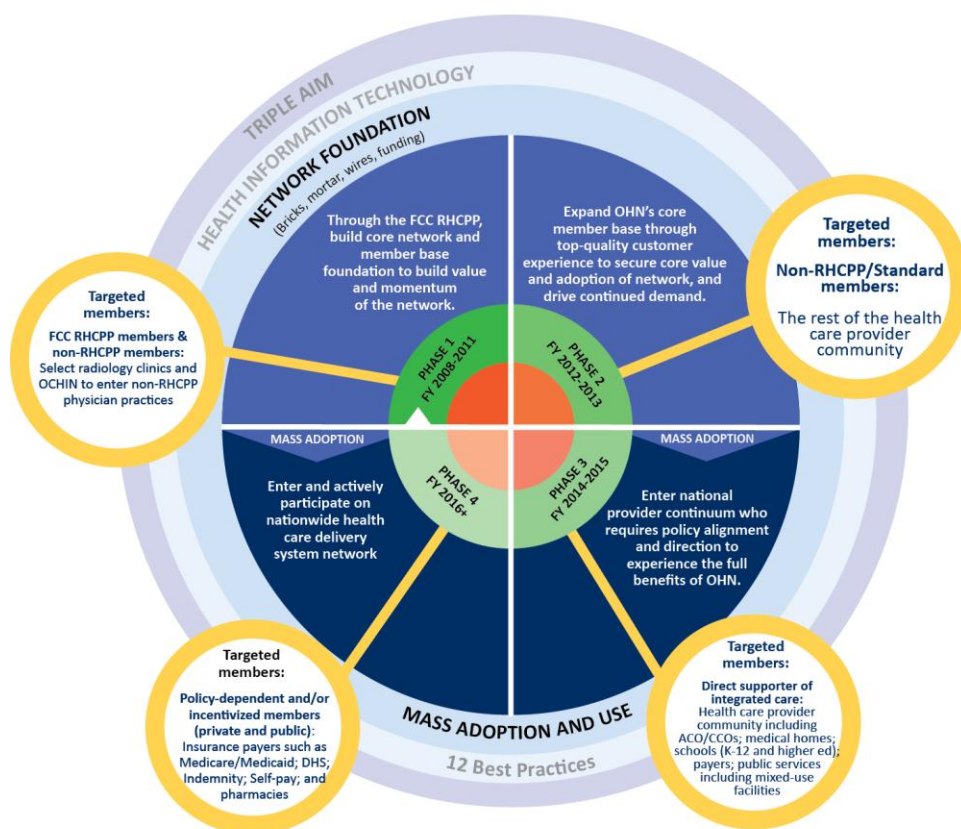 TRIPLE AIM
HEALTH INFORMATION TECHNOLOGY
NETWORK FOUNDATION
(Bricks, mortar, wires, funding)
Through the FCC RHCPP,
build core network and
member base
foundation to build value
and momentum
of the network.
Expand OHN’s core
member base through
top-quality customer
experience to secure core value
and adoption of network, and
drive continued demand.
Targeted
members:
Non-RHCPP/Standard
members:
The rest of the health
care provider
community
Targeted
members:
FCC RHCPP members &
non-RHCPP members:
Select radiology clinics and
OCHIN to enter non-RHCPP
physician practices
PHASE 1
FY 2008-2011
PHASE 2
FY 2012-2013
PHASE 4
FY 2016+
PHASE 3
FY 2014-2015
MASS ADOPTION
Enter and actively
participate on
nationwide health
care delivery
system network
MASS ADOPTION
Enter national
provider continuum who
requires policy alignment
and direction to
experience the full
benefits of OHN.
Targeted
members:
Policy-dependent and/or
incentivized members
(private and public):
Insurance payers such as
Medicare/Medicaid; DHS;
Indemnity; Self-pay; and
pharmacies
Targeted
members:
Direct supporter of
integrated care:
Health care provider
community including
ACO/CCOs; medical homes;
schools (K-12 and higher ed);
payers; public services
including mixed-use
facilities
MASS ADOPTION AND USE
12 Best Practices